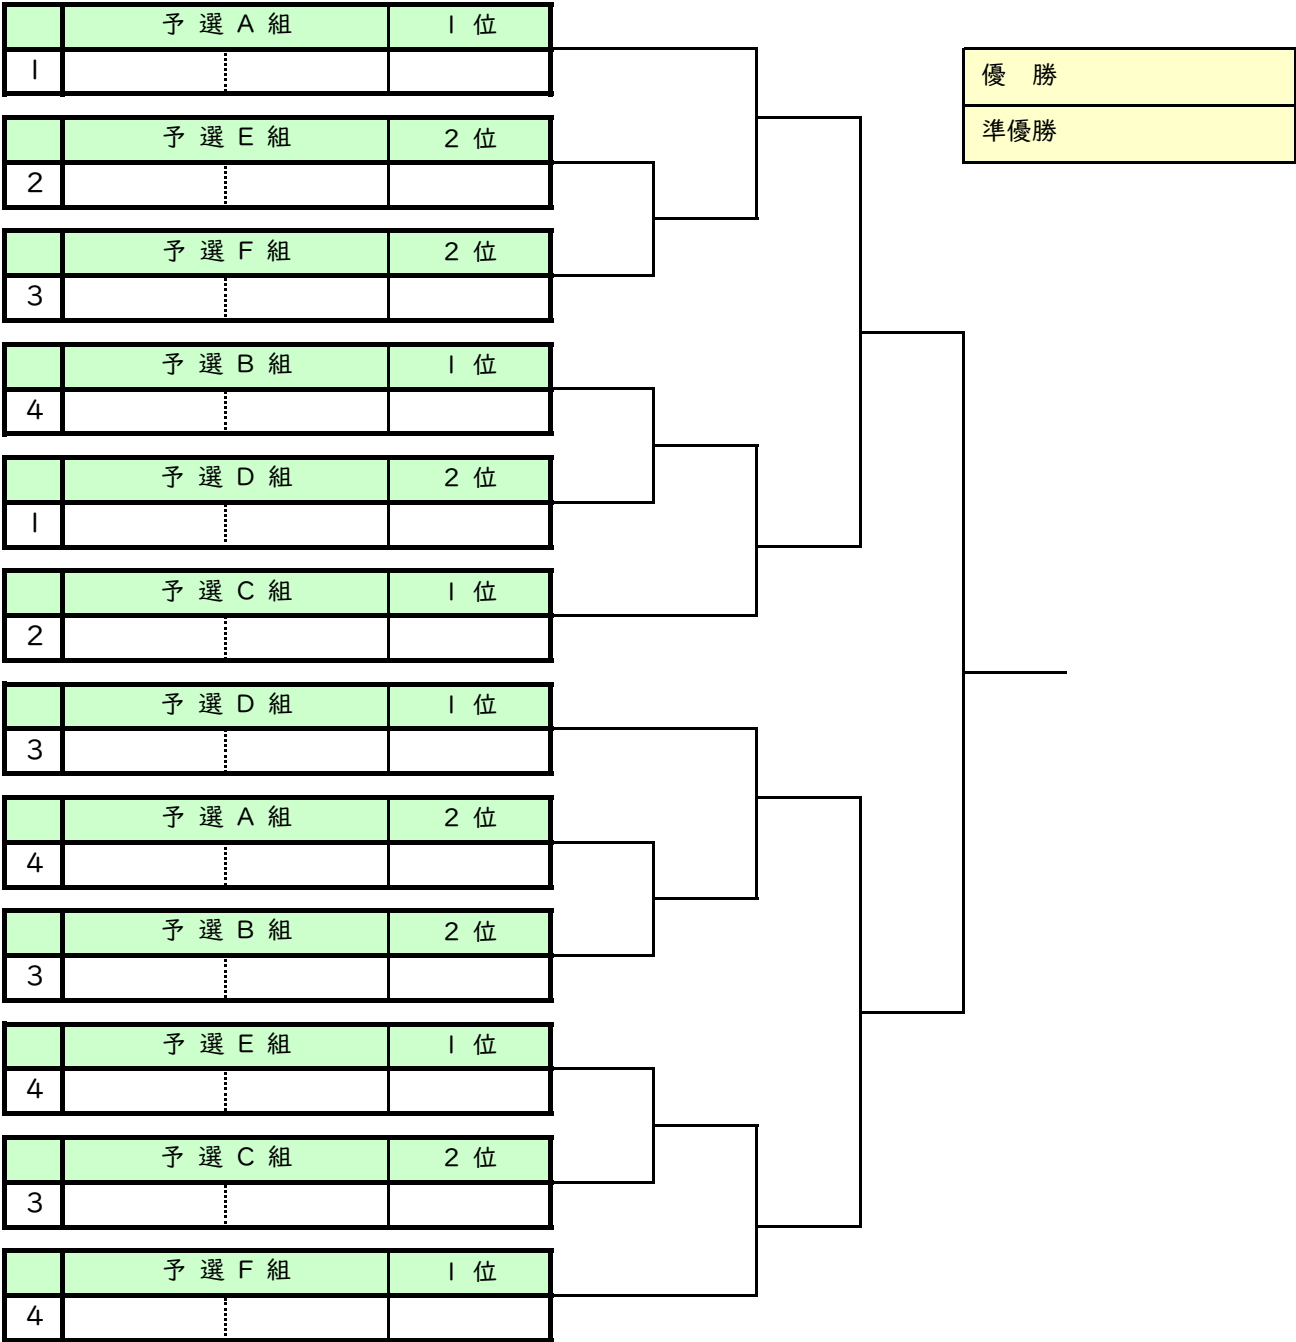 予 選 A 組 1 位
1
優　勝
準優勝
予 選 E 組 2 位
2
予 選 F 組 2 位
3
予 選 B 組 1 位
4
予 選 D 組 2 位
1
予 選 C 組 1 位
2
予 選 D 組 1 位
3
予 選 A 組 2 位
4
予 選 B 組 2 位
3
予 選 E 組 1 位
4
予 選 C 組 2 位
3
予 選 F 組 1 位
4